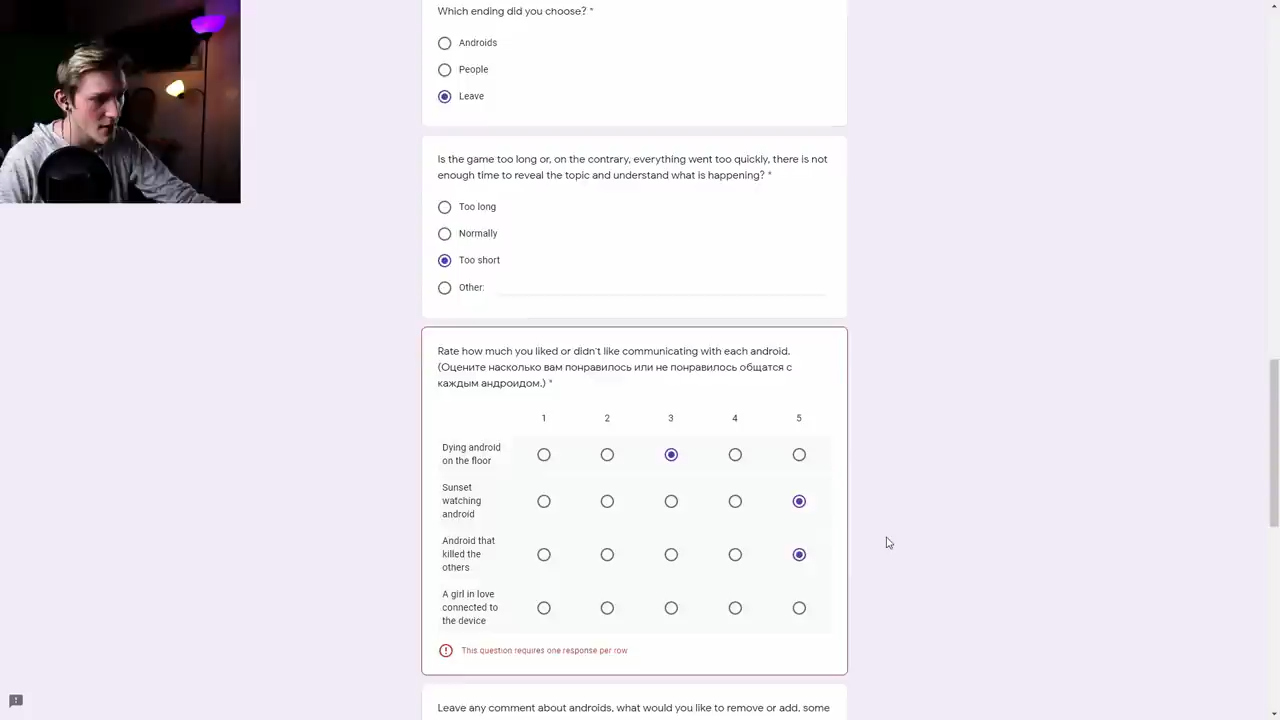 Which ending did you choose? *
Androids
People
Leave
Is the game too long or, on the contrary, everything went too quickly, there is not
enough time to reveal the topic and understand what is happening? *
Too long
Normally
Too short
Other:
Rate how much you liked or didn't like communicating with each android.
(Оцените насколько вам понравилось или не понравилось общатся с
каждым андроидом.) *
1 2 3 4 5
Dying android
on the floor
Sunset
watching
android
Android that
killed the
others
A girl in love
connected to
the device
This question requires one response per row
Leave any comment about androids, what would you like to remove or add, some